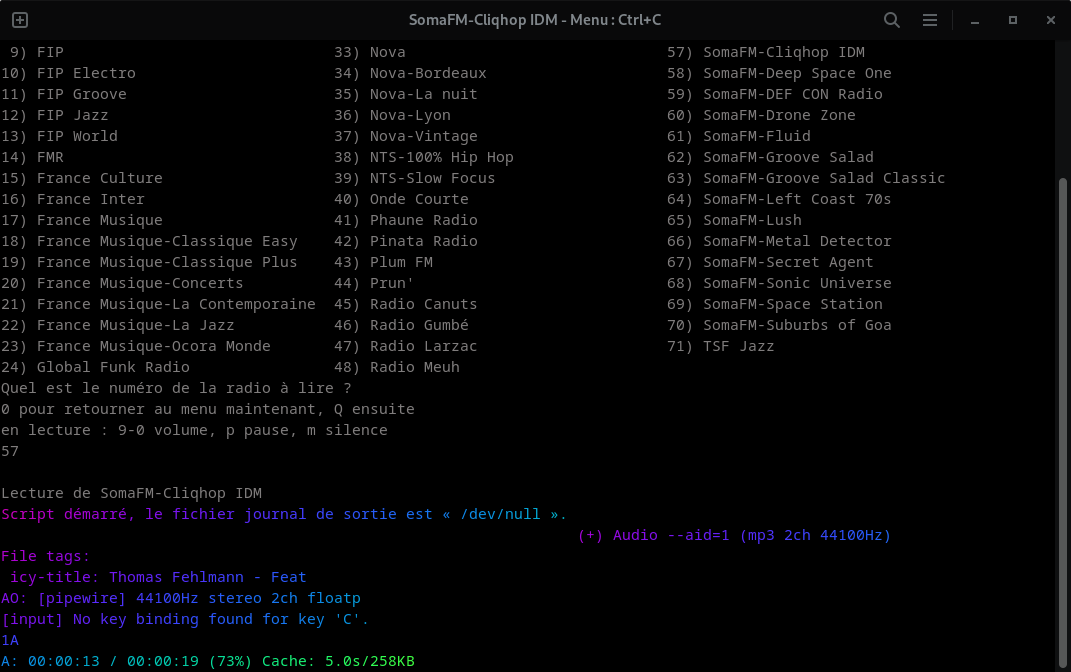 SomaFM-Cliqhop IDM - Menu : Ctrl+C
9) FIP 33) Nova 57) SomaFM-Cliqhop IDM
10) FIP Electro 34) Nova-Bordeaux 58) SomaFM-Deep Space One
11) FIP Groove 35) Nova-La nuit 59) SomaFM-DEF CON Radio
12) FIP Jazz 36) Nova-Lyon 60) SomaFM-Drone Zone
13) FIP World 37) Nova-Vintage 61) SomaFM-Fluid
14) FMR 38) NTS-100% Hip Hop 62) SomaFM-Groove Salad
15) France Culture 39) NTS-Slow Focus 63) SomaFM-Groove Salad Classic
16) France Inter 40) Onde Courte 64) SomaFM-Left Coast 70s
17) France Musique 41) Phaune Radio 65) SomaFM-Lush
18) France Musique-Classique Easy 42) Pinata Radio 66) SomaFM-Metal Detector
19) France Musique-Classique Plus 43) Plum FM 67) SomaFM-Secret Agent
20) France Musique-Concerts 44) Prun' 68) SomaFM-Sonic Universe
21) France Musique-La Contemporaine 45) Radio Canuts 69) SomaFM-Space Station
22) France Musique-La Jazz 46) Radio Gumbé 70) SomaFM-Suburbs of Goa
23) France Musique-Ocora Monde 47) Radio Larzac 71) TSF Jazz
24) Global Funk Radio 48) Radio Meuh
Quel est le numéro de la radio à lire ?
0 pour retourner au menu maintenant, Q ensuite
en lecture : 9-0 volume, p pause, m silence
57
Lecture de SomaFM-Cliqhop IDM
Script démarré, le fichier journal de sortie est « /dev/null ».
(+) Audio --aid=1 (mp3 2ch 44100Hz)
File tags:
icy-title: Thomas Fehlmann - Feat
AO: [pipewire] 44100Hz stereo 2ch floatp
[input] No key binding found for key 'C'.
1A
A: 00:00:13 / 00:00:19 (73%) Cache: 5.0s/258KB